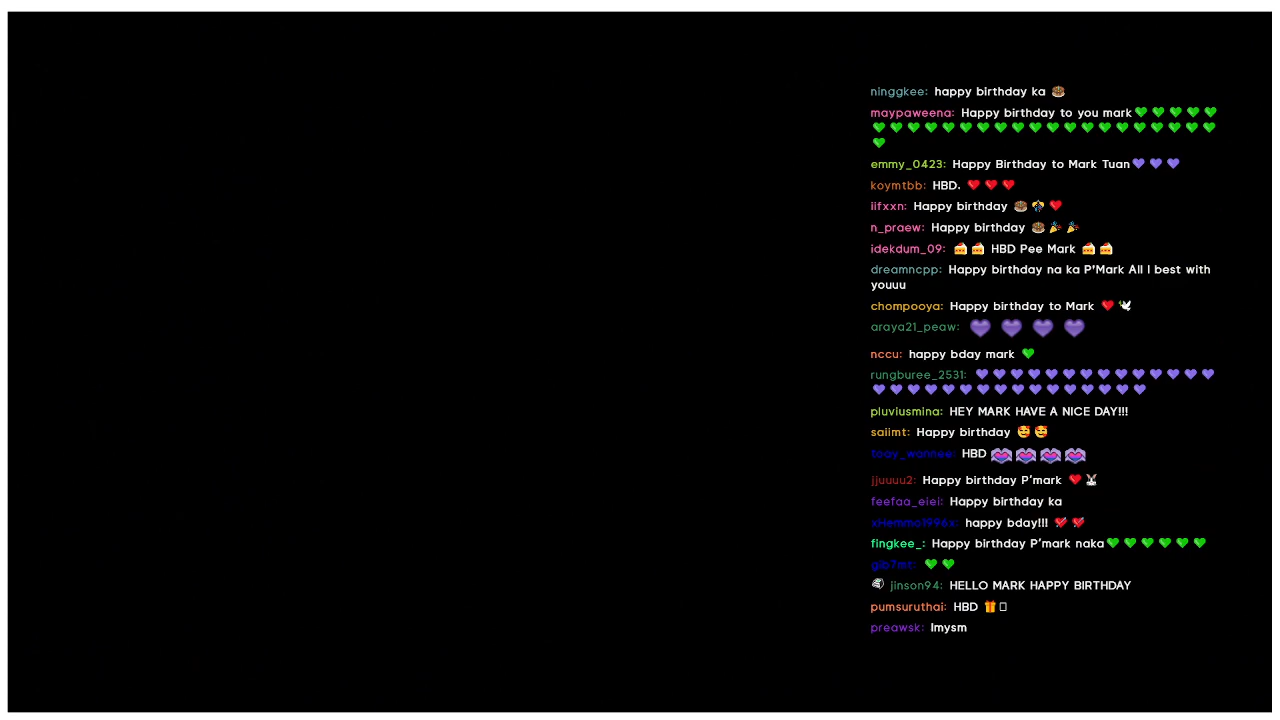 ninggkee: happy birthday ka 🎂
maypaweena: Happy birthday to you mark💚 💚 💚 💚 💚
💚 💚 💚 💚 💚 💚 💚 💚 💚 💚 💚 💚 💚 💚 💚 💚 💚 💚 💚 💚
💚
emmy_0423: Happy Birthday to Mark Tuan💜 💜 💜
koymtbb: HBD. ❤️ ❤️ ❤️
iifxxn: Happy birthday 🎂 🎊 ❤️
n_praew: Happy birthday 🎂 🎉 🎉
idekdum_09: 🍰 🍰 HBD Pee Mark 🍰 🍰
dreamncpp: Happy birthday na ka P'Mark All I best with
youuu
chompooya: Happy birthday to Mark ❤️ 🕊️
araya21_peaw: 💜 💜 💜 💜
nccu: happy bday mark 💚
rungburee_2531: 💜 💜 💜 💜 💜 💜 💜 💜 💜 💜 💜 💜 💜 💜
💜 💜 💜 💜 💜 💜 💜 💜 💜 💜 💜 💜 💜 💜 💜 💜
pluviusmina: HEY MARK HAVE A NICE DAY!!!
saiimt: Happy birthday 🥰 🥰
tooy_wannee: HBD
jjuuuu2: Happy birthday P'mark ❤️ 🐰
feefaa_eiei: Happy birthday ka
xHemmo1996x: happy bday!!!
fingkee_: Happy birthday P'mark naka💚 💚 💚 💚 💚 💚
gib7mt: 💚 💚
jinson94: HELLO MARK HAPPY BIRTHDAY
pumsuruthai: HBD 🎁 
preawsk: lmysm